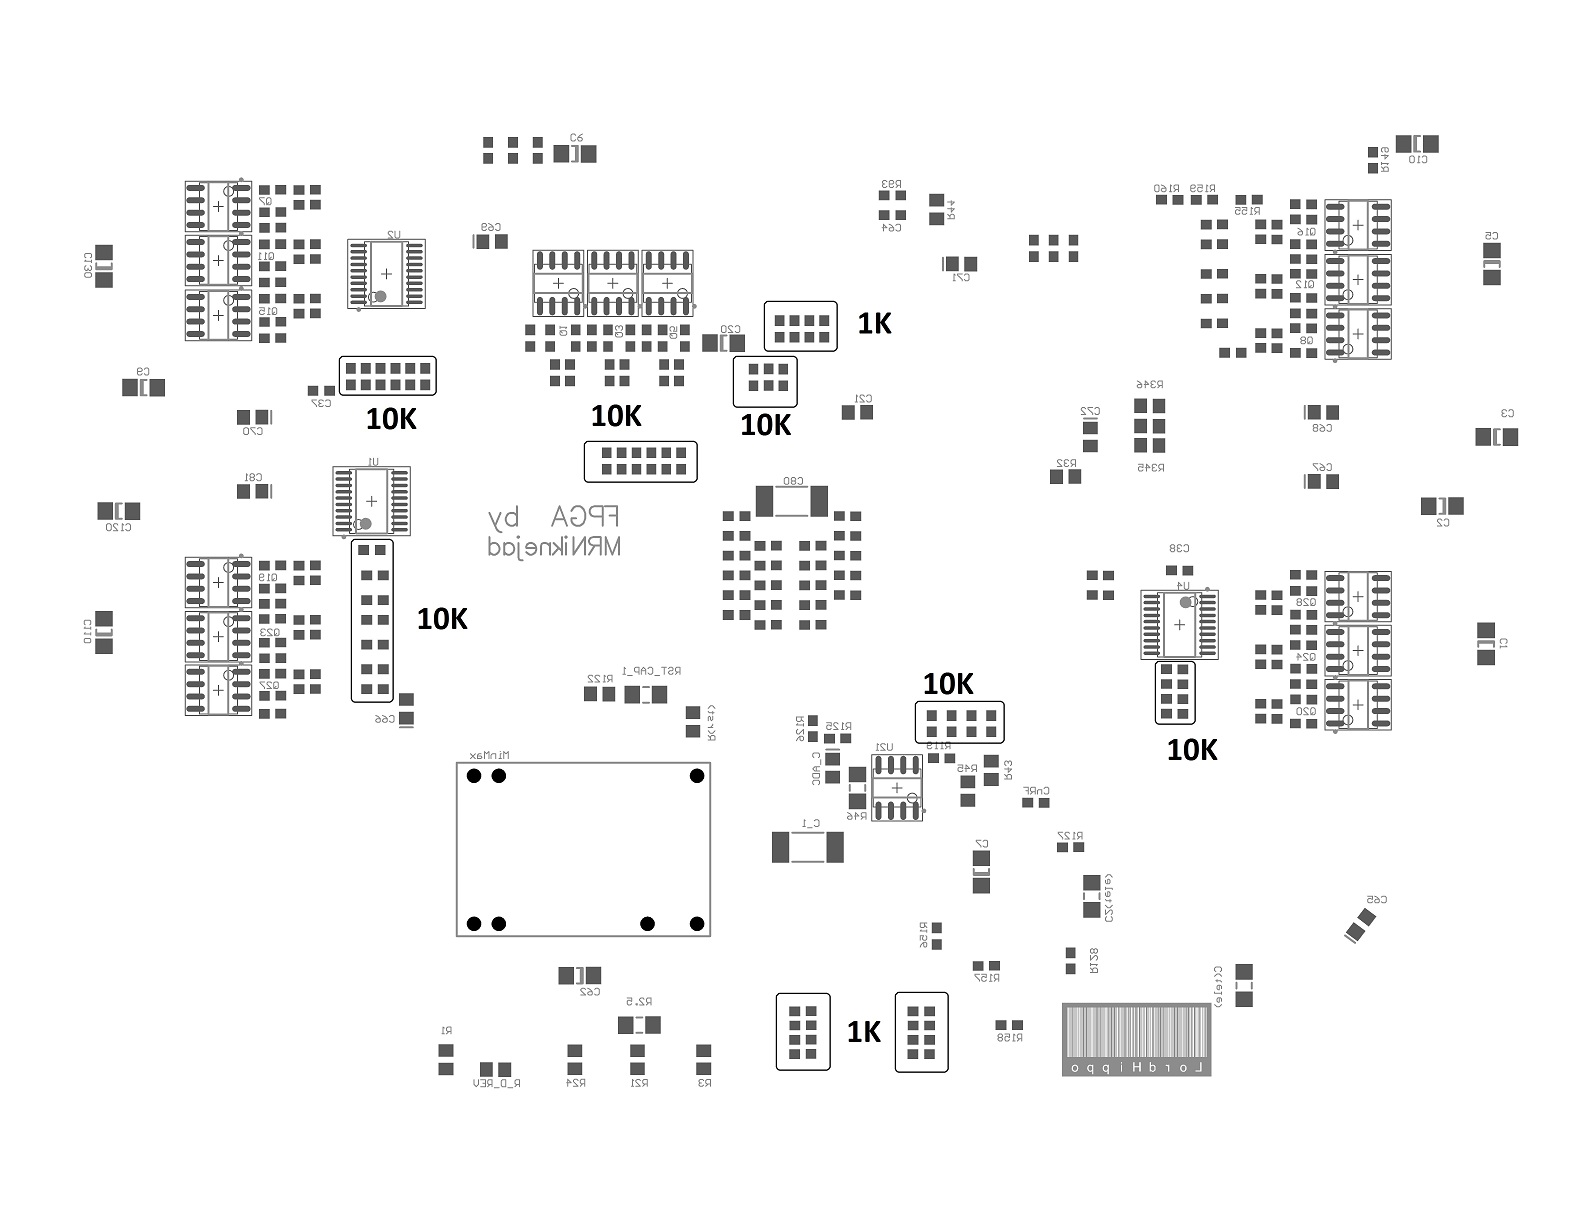 C6
C10
R149
R93
R44
C64
R160
R159
R155
Q7
Q16
U2
C69
C5
Q11
C130
C71
Q12
Q15
Q1
Q3
Q5
C20
1K
Q8
C9
C37
10K
10K
10K
C21
R346
C72
C3
C70
C68
U1
R32
R345
C81
C80
C67
C120
FPGA by
MRNiknejad
C2
C38
U4
Q19
10K
Q28
Q23
C110
C1
Q24
RST_CAP_1
R122
10K
Q27
Q20
C66
R(rst)
R126
R125
10K
MinMax
C_ADC
U21
R119
R45
R43
R46
CnRF
C_1
R127
C7
C2(tele)
C65
R156
R128
R157
C(tele)
C62
R2.5
R1
1K
R158
R_D_REV
R24
R21
R3
LordHippo